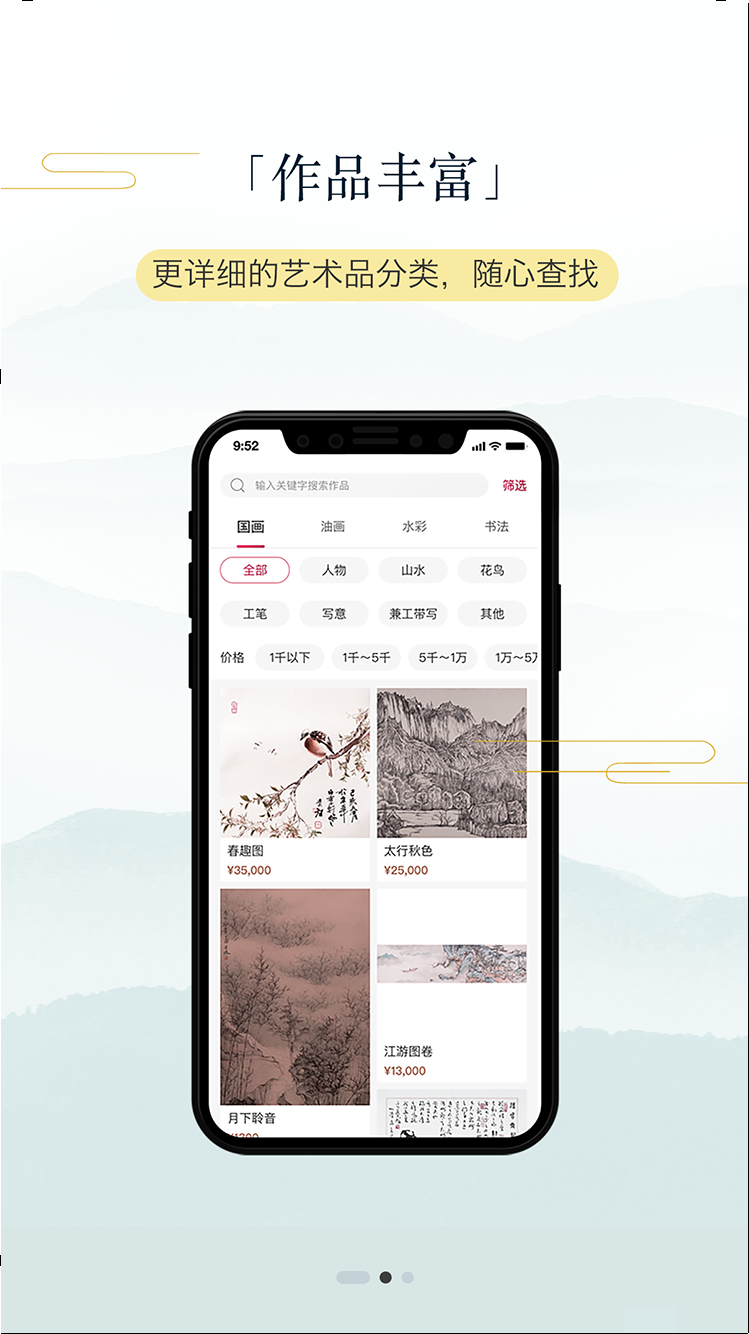 「作品丰富」
更详细的艺术品分类，随心查找
9:52
输入关键字搜索作品 筛选
国画 油画 水彩 书法
全部 人物 山水 花鸟
工笔 写意 兼工带写 其他
价格 1千以下 1千～5千 5千～1万 1万～5万
春趣图
¥35,000
太行秋色
¥25,000
江游图卷
¥13,000
月下聆音